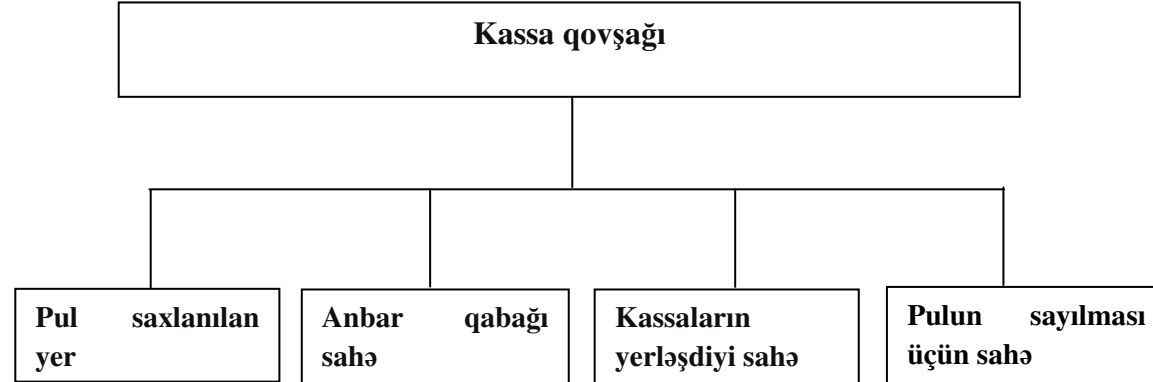 Kassa qovşağı
Pul saxlanılan
yer
Anbar qabağı
sahə
Kassaların
yerləşdiyi sahə
Pulun sayılması
üçün sahə